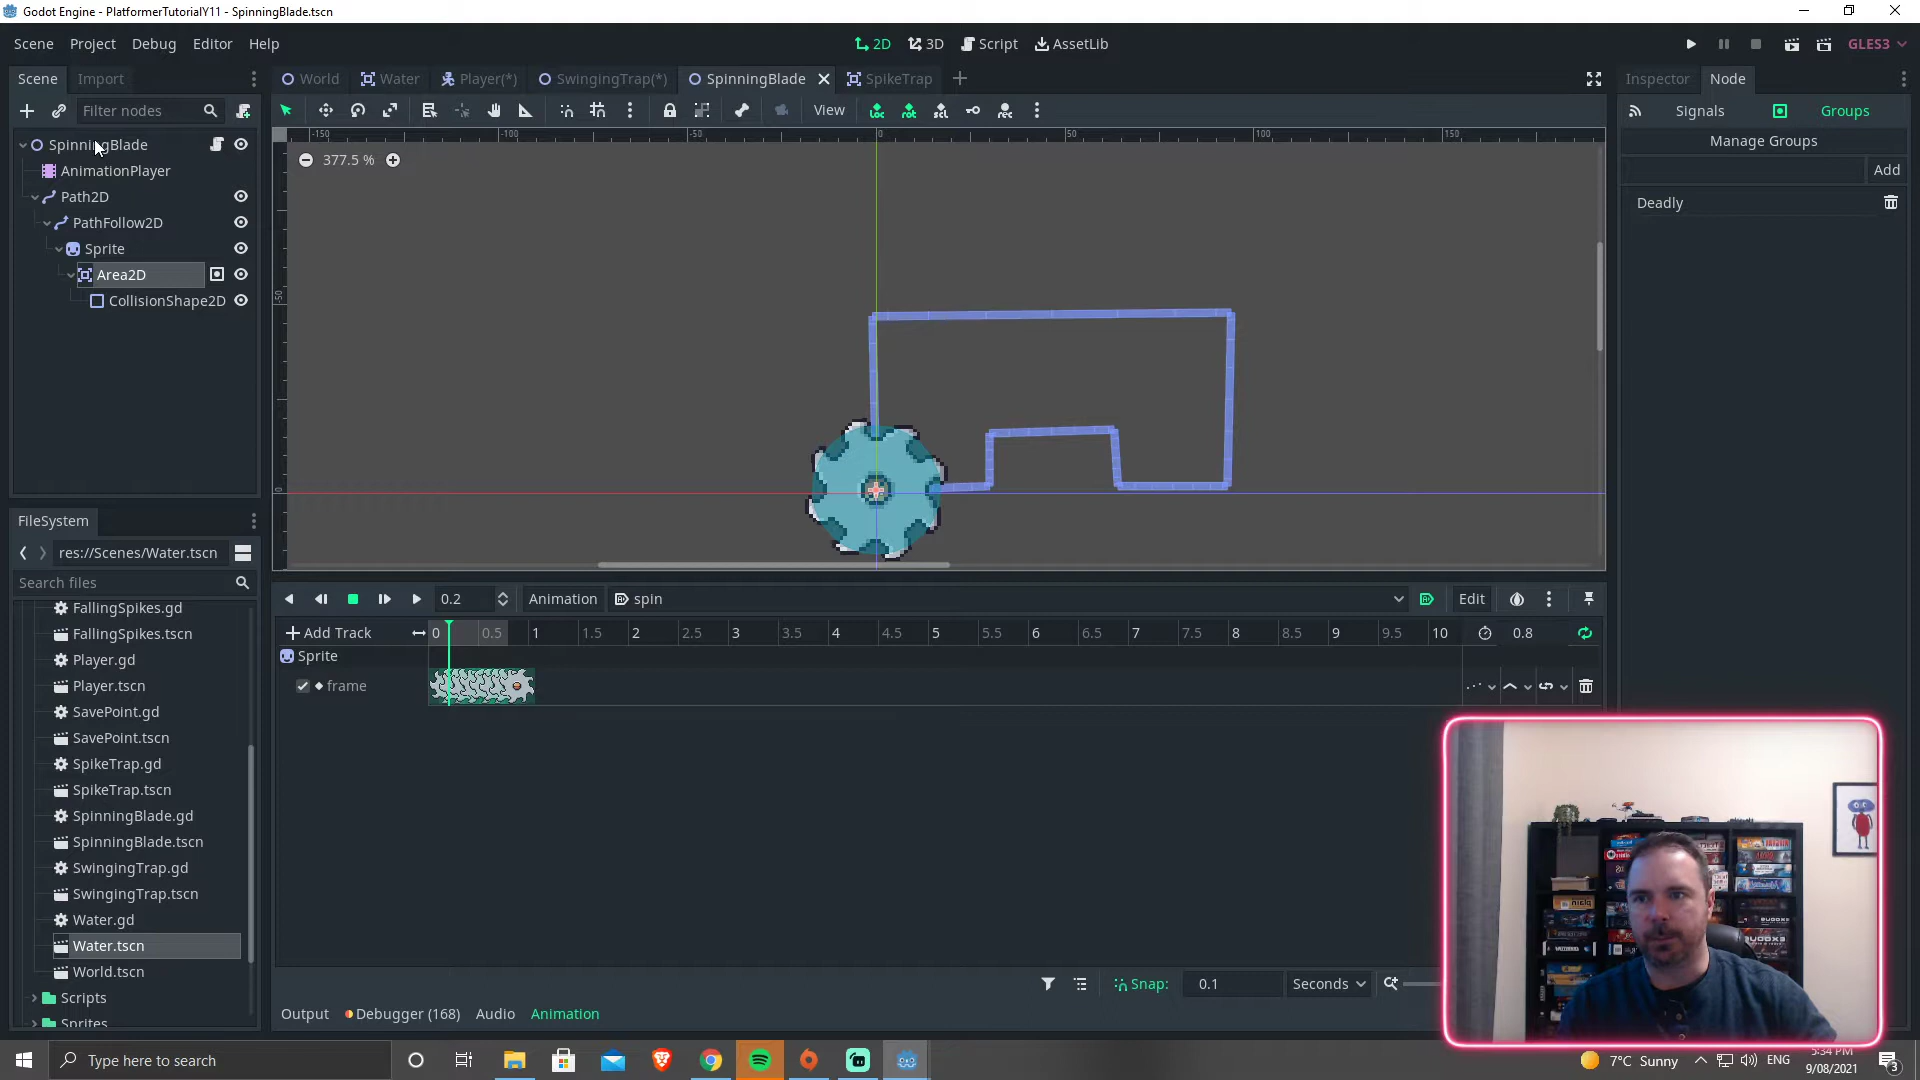 Godot Engine - PlatformerTutorialY11 - SpinningBlade.tscn
Scene Project Debug Editor Help
2D 3D Script AssetLib
GLES3
Scene Import
World Water Player(*) SwingingTrap(*) SpinningBlade SpikeTrap
Inspector Node
Filter nodes
View
Signals Groups
Manage Groups
Add
Deadly
SpinningBlade
AnimationPlayer
Path2D
PathFollow2D
Sprite
Area2D
CollisionShape2D
-150 -100 -50 0 50 100 150
377.5 %
-50
0
FileSystem
res://Scenes/Water.tscn
Search files
FallingSpikes.gd
FallingSpikes.tscn
Player.gd
Player.tscn
SavePoint.gd
SavePoint.tscn
SpikeTrap.gd
SpikeTrap.tscn
SpinningBlade.gd
SpinningBlade.tscn
SwingingTrap.gd
SwingingTrap.tscn
Water.gd
Water.tscn
World.tscn
Scripts
Sprites
0.2 Animation spin Edit
Add Track 0 0.5 1 1.5 2 2.5 3 3.5 4 4.5 5 5.5 6 6.5 7 7.5 8 8.5 9 9.5 10 0.8
Sprite
frame
Snap: 0.1 Seconds
Output Debugger (168) Audio Animation
Type here to search
7°C Sunny
ENG
5:34 PM
9/08/2021
3